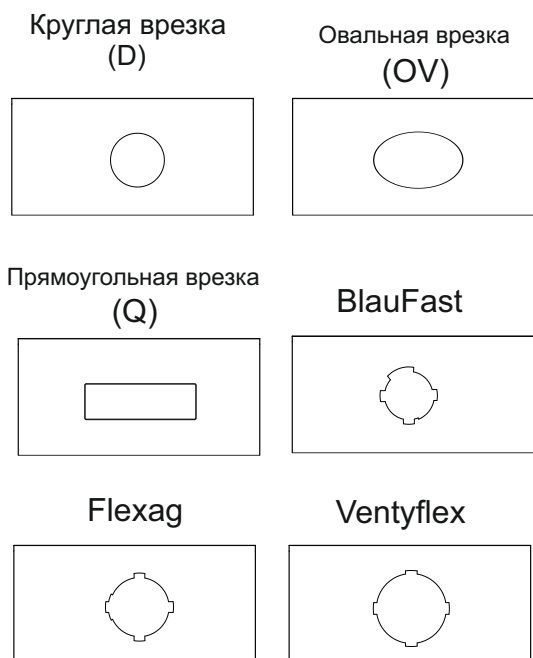 Круглая врезка
(D)
Овальная врезка
(OV)
Прямоугольная врезка
(Q)
BlauFast
Flexag
Ventyflex